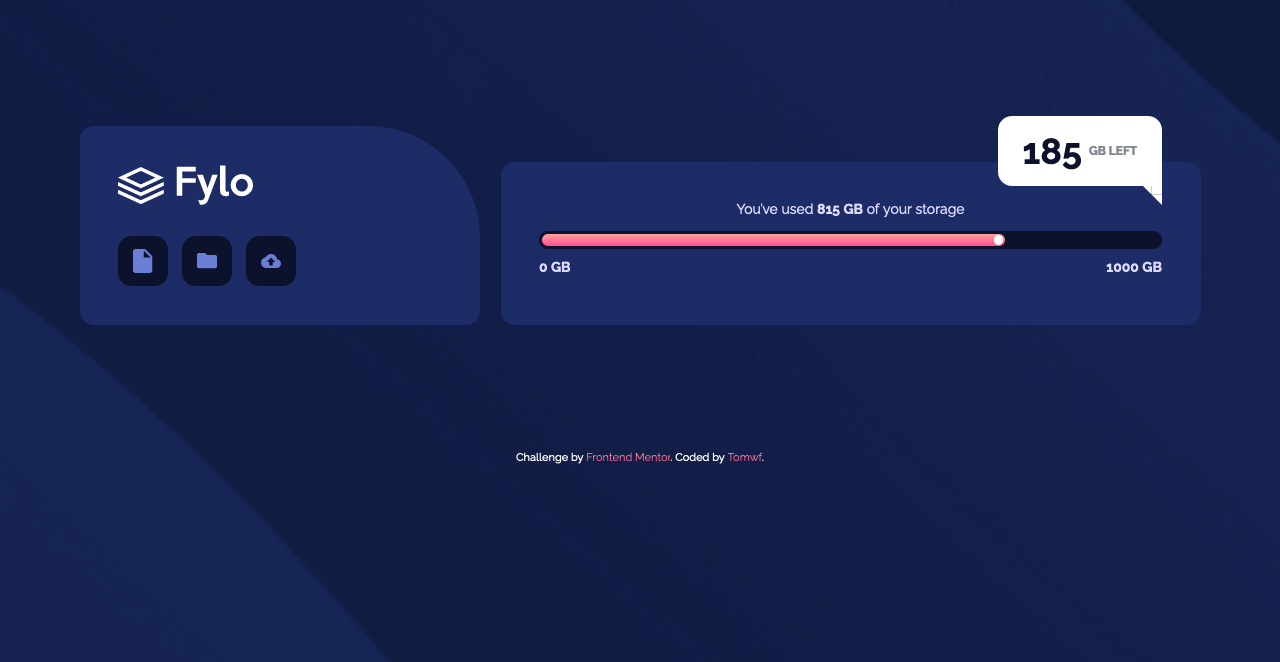 Fylo
185 GB LEFT
You've used 815 GB of your storage
0 GB
1000 GB
Challenge by Frontend Mentor. Coded by Tomwf.